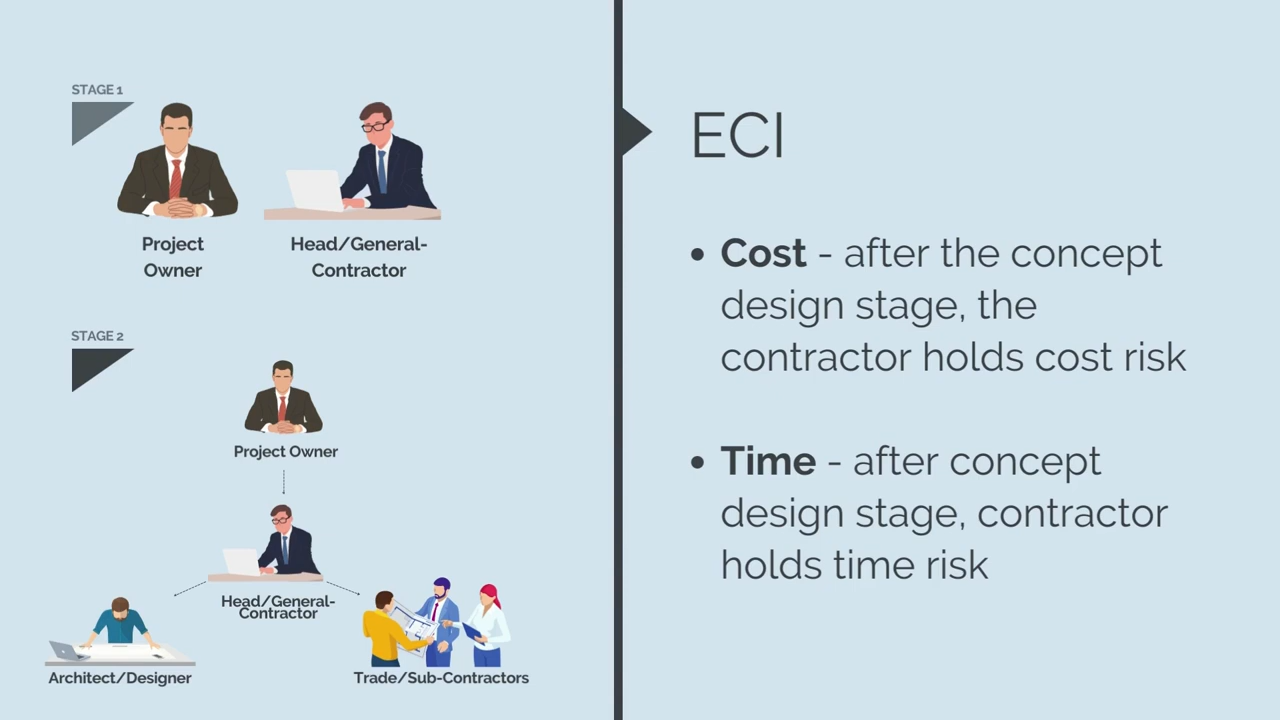 STAGE 1
Project
Owner
Head/General-
Contractor
STAGE 2
Project Owner
Head/General-
Contractor
Architect/Designer
Trade/Sub-Contractors
ECI
• Cost - after the concept
design stage, the
contractor holds cost risk
• Time - after concept
design stage, contractor
holds time risk